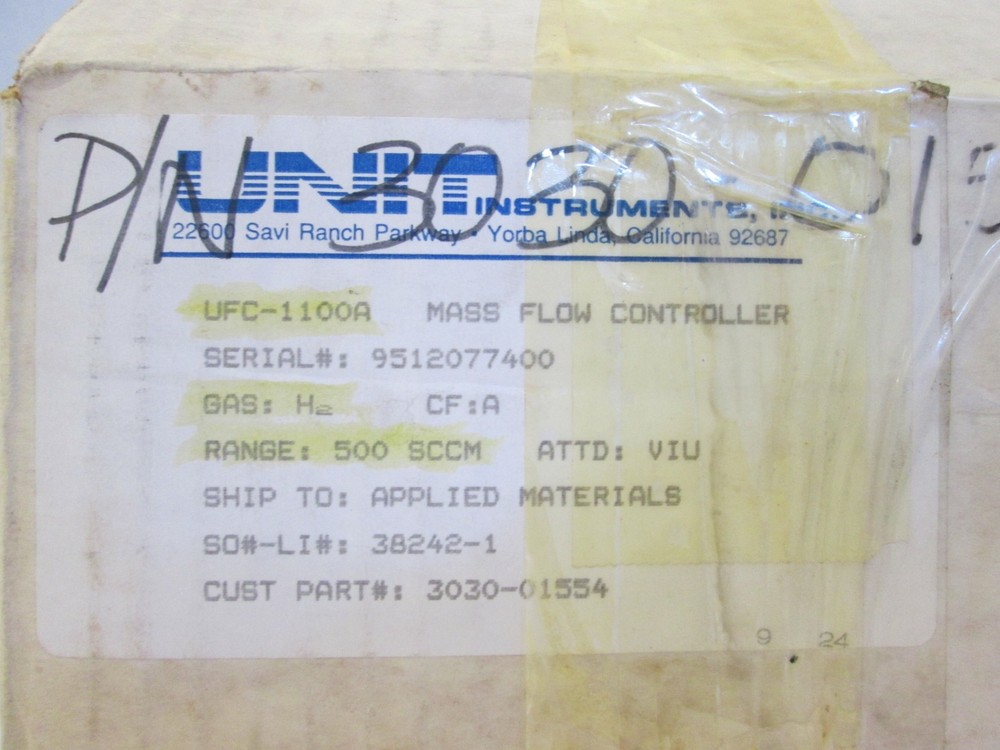 P/N 3030-01
UNIT INSTRUMENTS, INC.
22600 Savi Ranch Parkway • Yorba Linda, California 92687
UFC-1100A MASS FLOW CONTROLLER
SERIAL#: 9512077400
GAS: H₂ CF:A
RANGE: 500 SCCM ATTD: VIU
SHIP TO: APPLIED MATERIALS
SO#-LI#: 38242-1
CUST PART#: 3030-01554
9 24